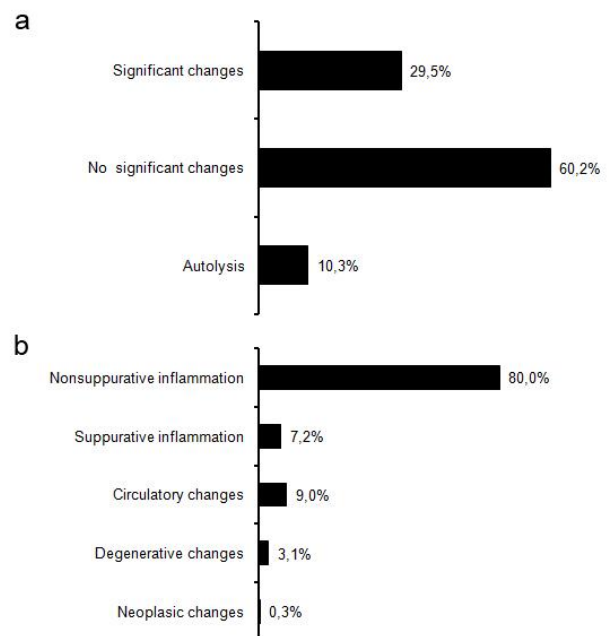 a
Significant changes 29,5%
No significant changes 60,2%
Autolysis 10,3%
b
Nonsuppurative inflammation 80,0%
Suppurative inflammation 7,2%
Circulatory changes 9,0%
Degenerative changes 3,1%
Neoplasic changes 0,3%